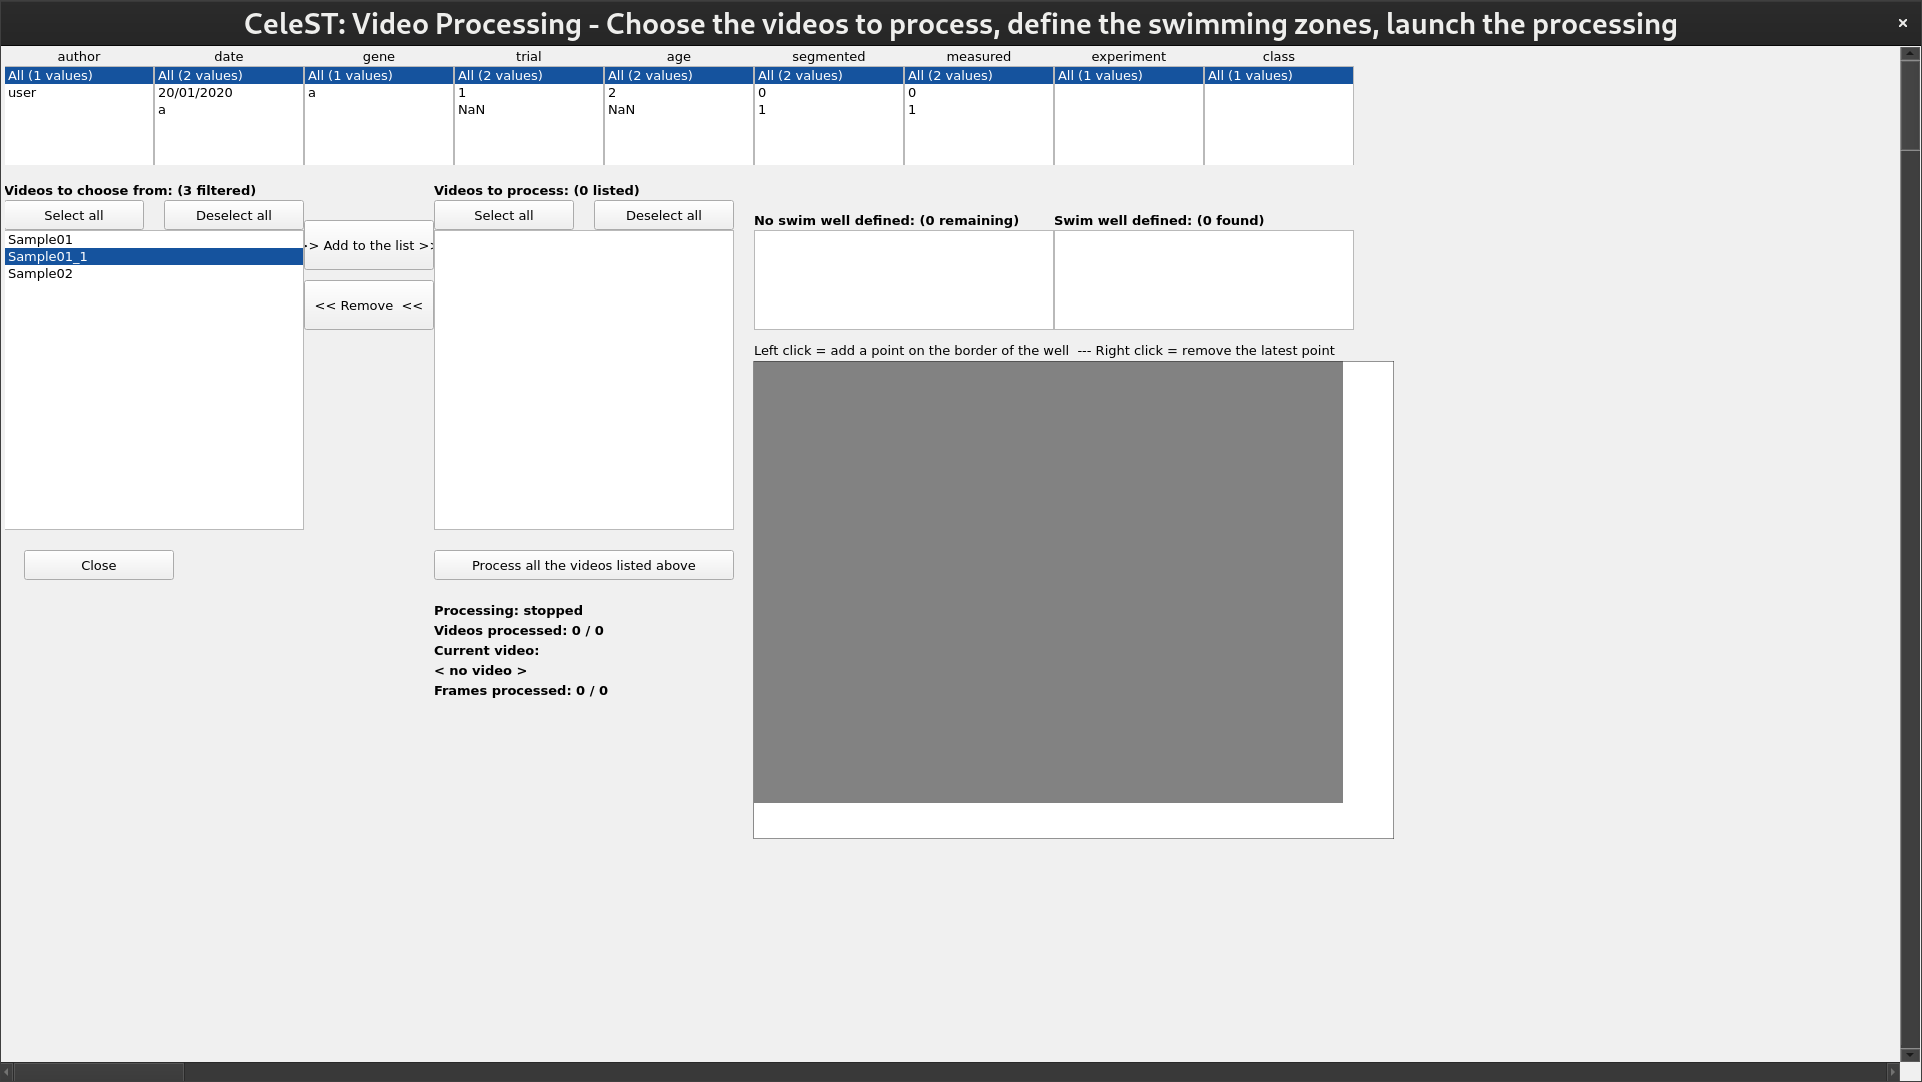 CeleST: Video Processing - Choose the videos to process, define the swimming zones, launch the processing
author date gene trial age segmented measured experiment class
All (1 values) All (2 values) All (1 values) All (2 values) All (2 values) All (2 values) All (2 values) All (1 values) All (1 values)
user 20/01/2020 a 1 2 0 0
a NaN NaN 1 1
Videos to choose from: (3 filtered) Videos to process: (0 listed)
Select all Deselect all Select all Deselect all
No swim well defined: (0 remaining) Swim well defined: (0 found)
Sample01
> Add to the list >>
Sample01_1
Sample02
<< Remove <<
Left click = add a point on the border of the well --- Right click = remove the latest point
Close Process all the videos listed above
Processing: stopped
Videos processed: 0 / 0
Current video:
< no video >
Frames processed: 0 / 0